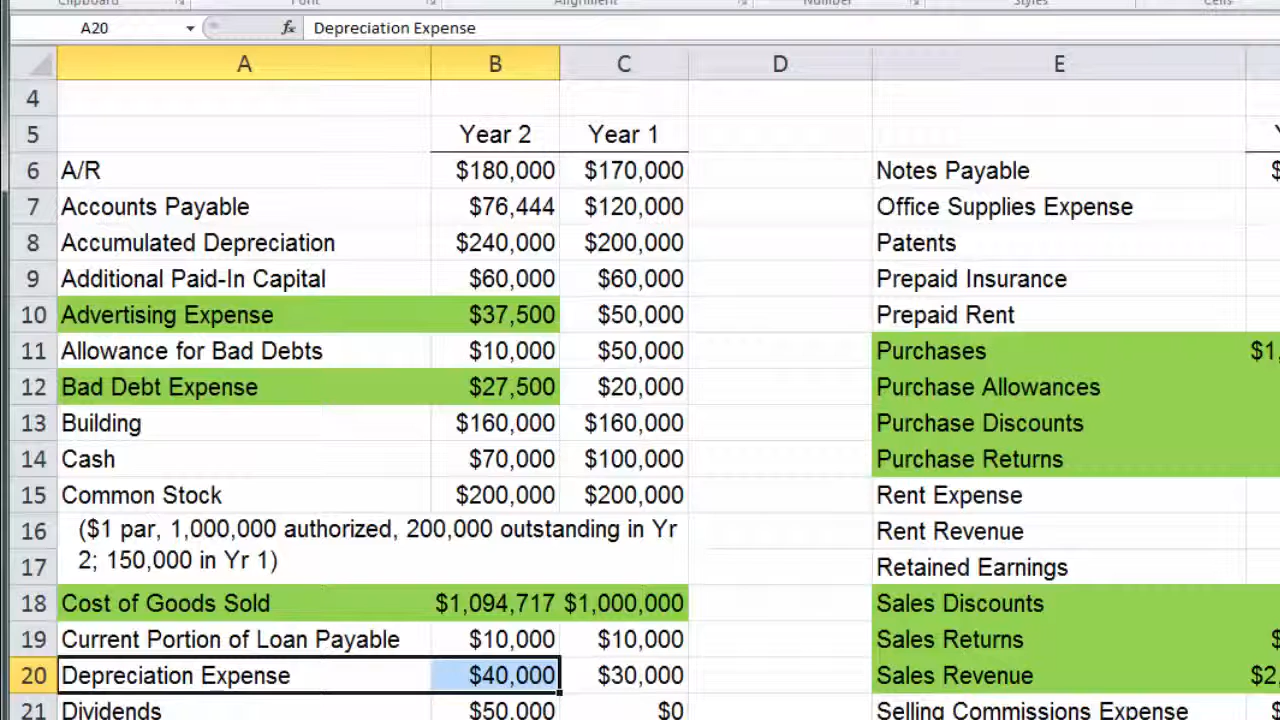 Clipboard Font Alignment Number Styles Cells
A20 fx Depreciation Expense
A B C D E
4
5 Year 2 Year 1
6 A/R $180,000 $170,000 Notes Payable
7 Accounts Payable $76,444 $120,000 Office Supplies Expense
8 Accumulated Depreciation $240,000 $200,000 Patents
9 Additional Paid-In Capital $60,000 $60,000 Prepaid Insurance
10 Advertising Expense $37,500 $50,000 Prepaid Rent
11 Allowance for Bad Debts $10,000 $50,000 Purchases $1,
12 Bad Debt Expense $27,500 $20,000 Purchase Allowances
13 Building $160,000 $160,000 Purchase Discounts
14 Cash $70,000 $100,000 Purchase Returns
15 Common Stock $200,000 $200,000 Rent Expense
16 ($1 par, 1,000,000 authorized, 200,000 outstanding in Yr Rent Revenue
17 2; 150,000 in Yr 1) Retained Earnings
18 Cost of Goods Sold $1,094,717 $1,000,000 Sales Discounts
19 Current Portion of Loan Payable $10,000 $10,000 Sales Returns $
20 Depreciation Expense $40,000 $30,000 Sales Revenue $2,
21 Dividends $50,000 $0 Selling Commissions Expense